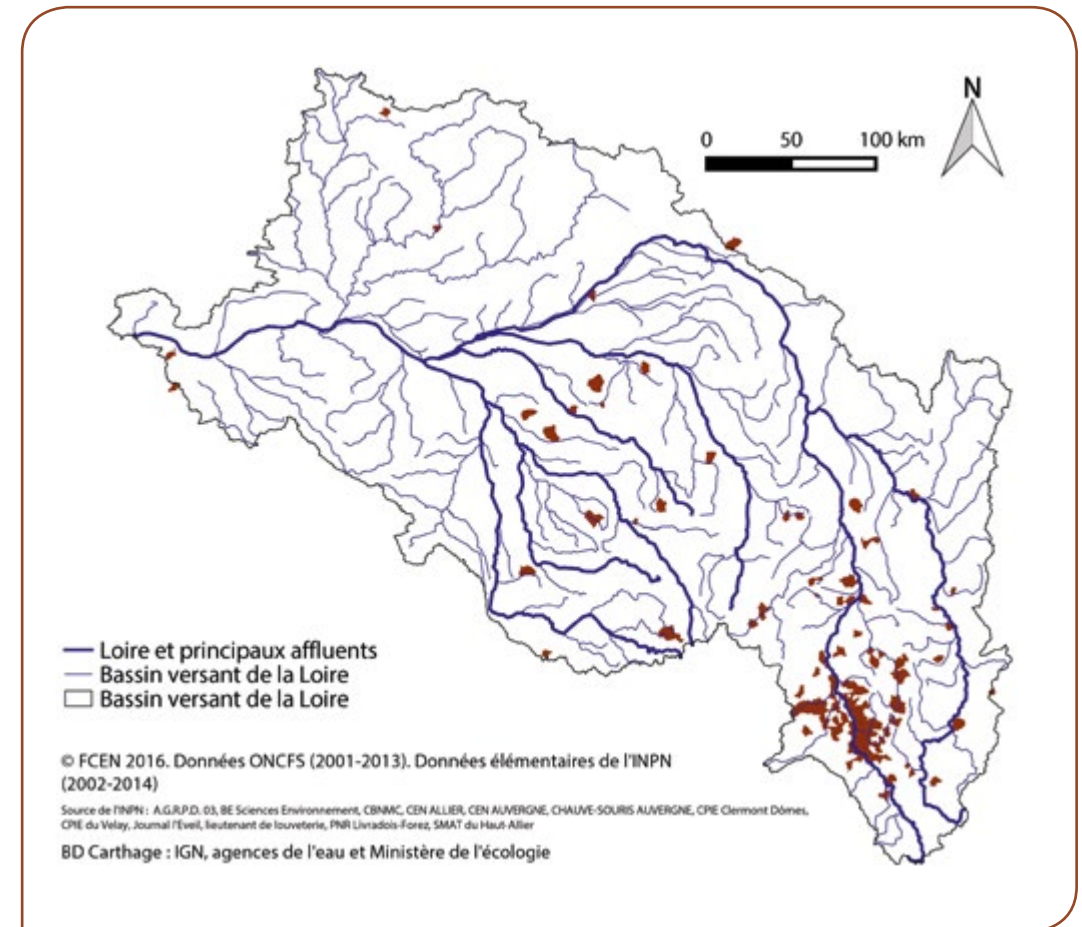 N
0 50 100 km
Loire et principaux affluents
Bassin versant de la Loire
Bassin versant de la Loire
© FCEN 2016. Données ONCFS (2001-2013). Données élémentaires de l'INPN
(2002-2014)
Source de l'INPN : A.G.R.P.D. 03, BE Sciences Environnement, CBNMC, CEN ALLIER, CEN AUVERGNE, CHAUVE-SOURIS AUVERGNE, CPIE Clermont Dômes,
CPIE du Velay, Journal l'Eveil, lieutenant de louveterie, PNR Livradois-Forez, SMAT du Haut-Allier
BD Carthage : IGN, agences de l'eau et Ministère de l'écologie